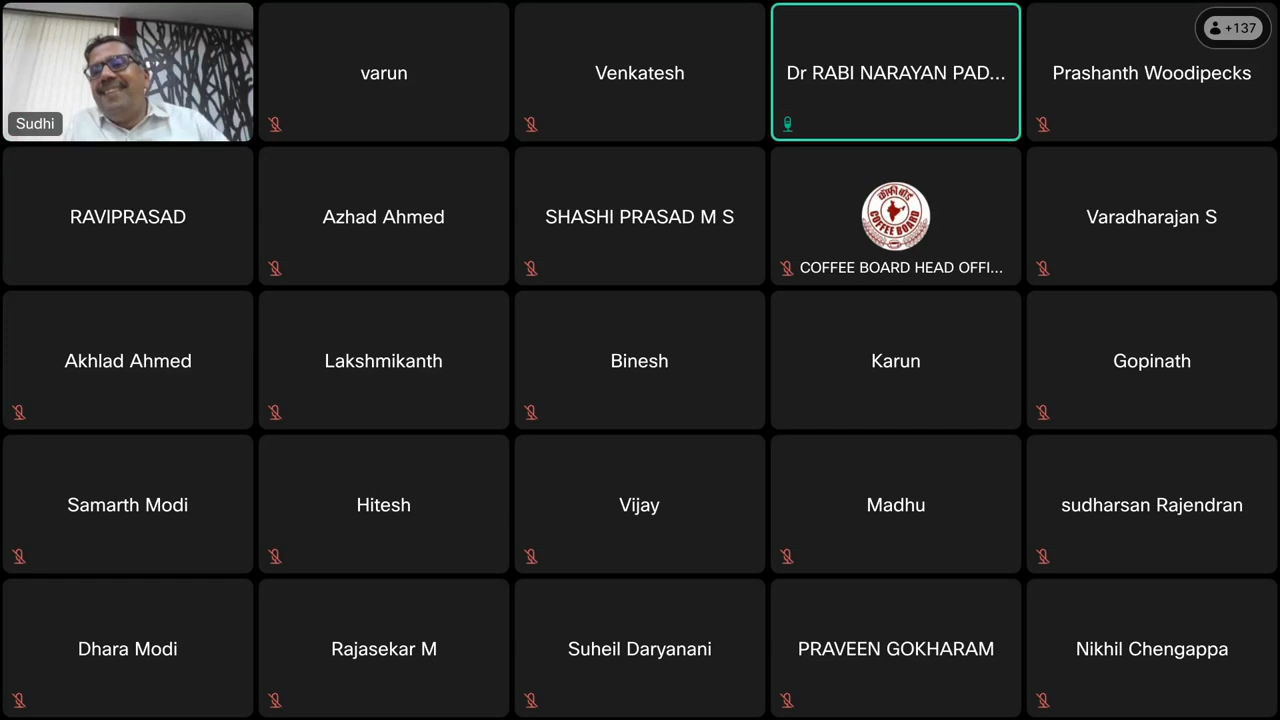 Sudhi
varun
Venkatesh
Dr RABI NARAYAN PAD...
Prashanth Woodipecks
+137
RAVIPRASAD
Azhad Ahmed
SHASHI PRASAD M S
कॉफी बोर्ड
COFFEE BOARD
COFFEE BOARD HEAD OFFI...
Varadharajan S
Akhlad Ahmed
Lakshmikanth
Binesh
Karun
Gopinath
Samarth Modi
Hitesh
Vijay
Madhu
sudharsan Rajendran
Dhara Modi
Rajasekar M
Suheil Daryanani
PRAVEEN GOKHARAM
Nikhil Chengappa